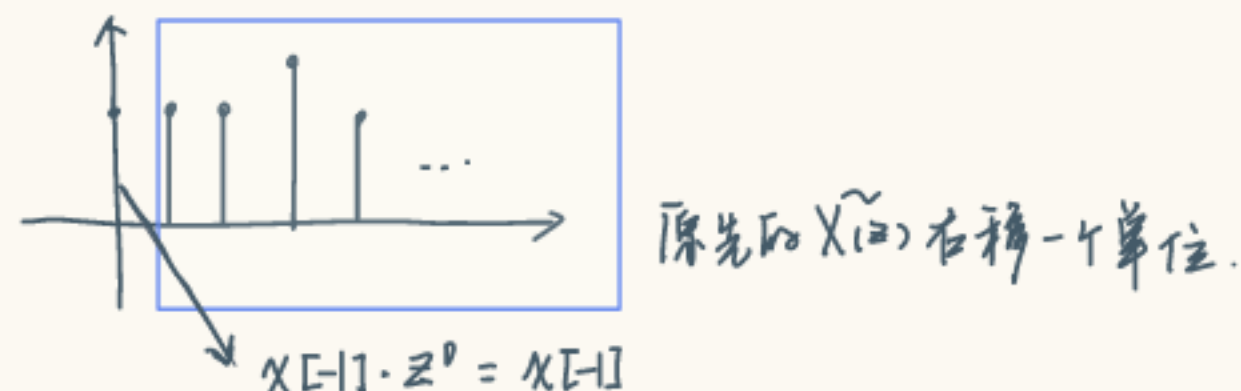 ...
原先的 X̃(z) 右移一个单位.
x[-1]·z⁰ = x[-1]